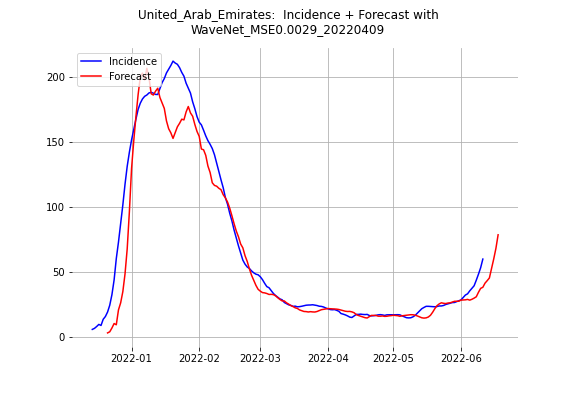 United_Arab_Emirates:  Incidence + Forecast with
WaveNet_MSE0.0029_20220409
Incidence
Forecast
200
150
100
50
0
2022-01
2022-02
2022-03
2022-04
2022-05
2022-06